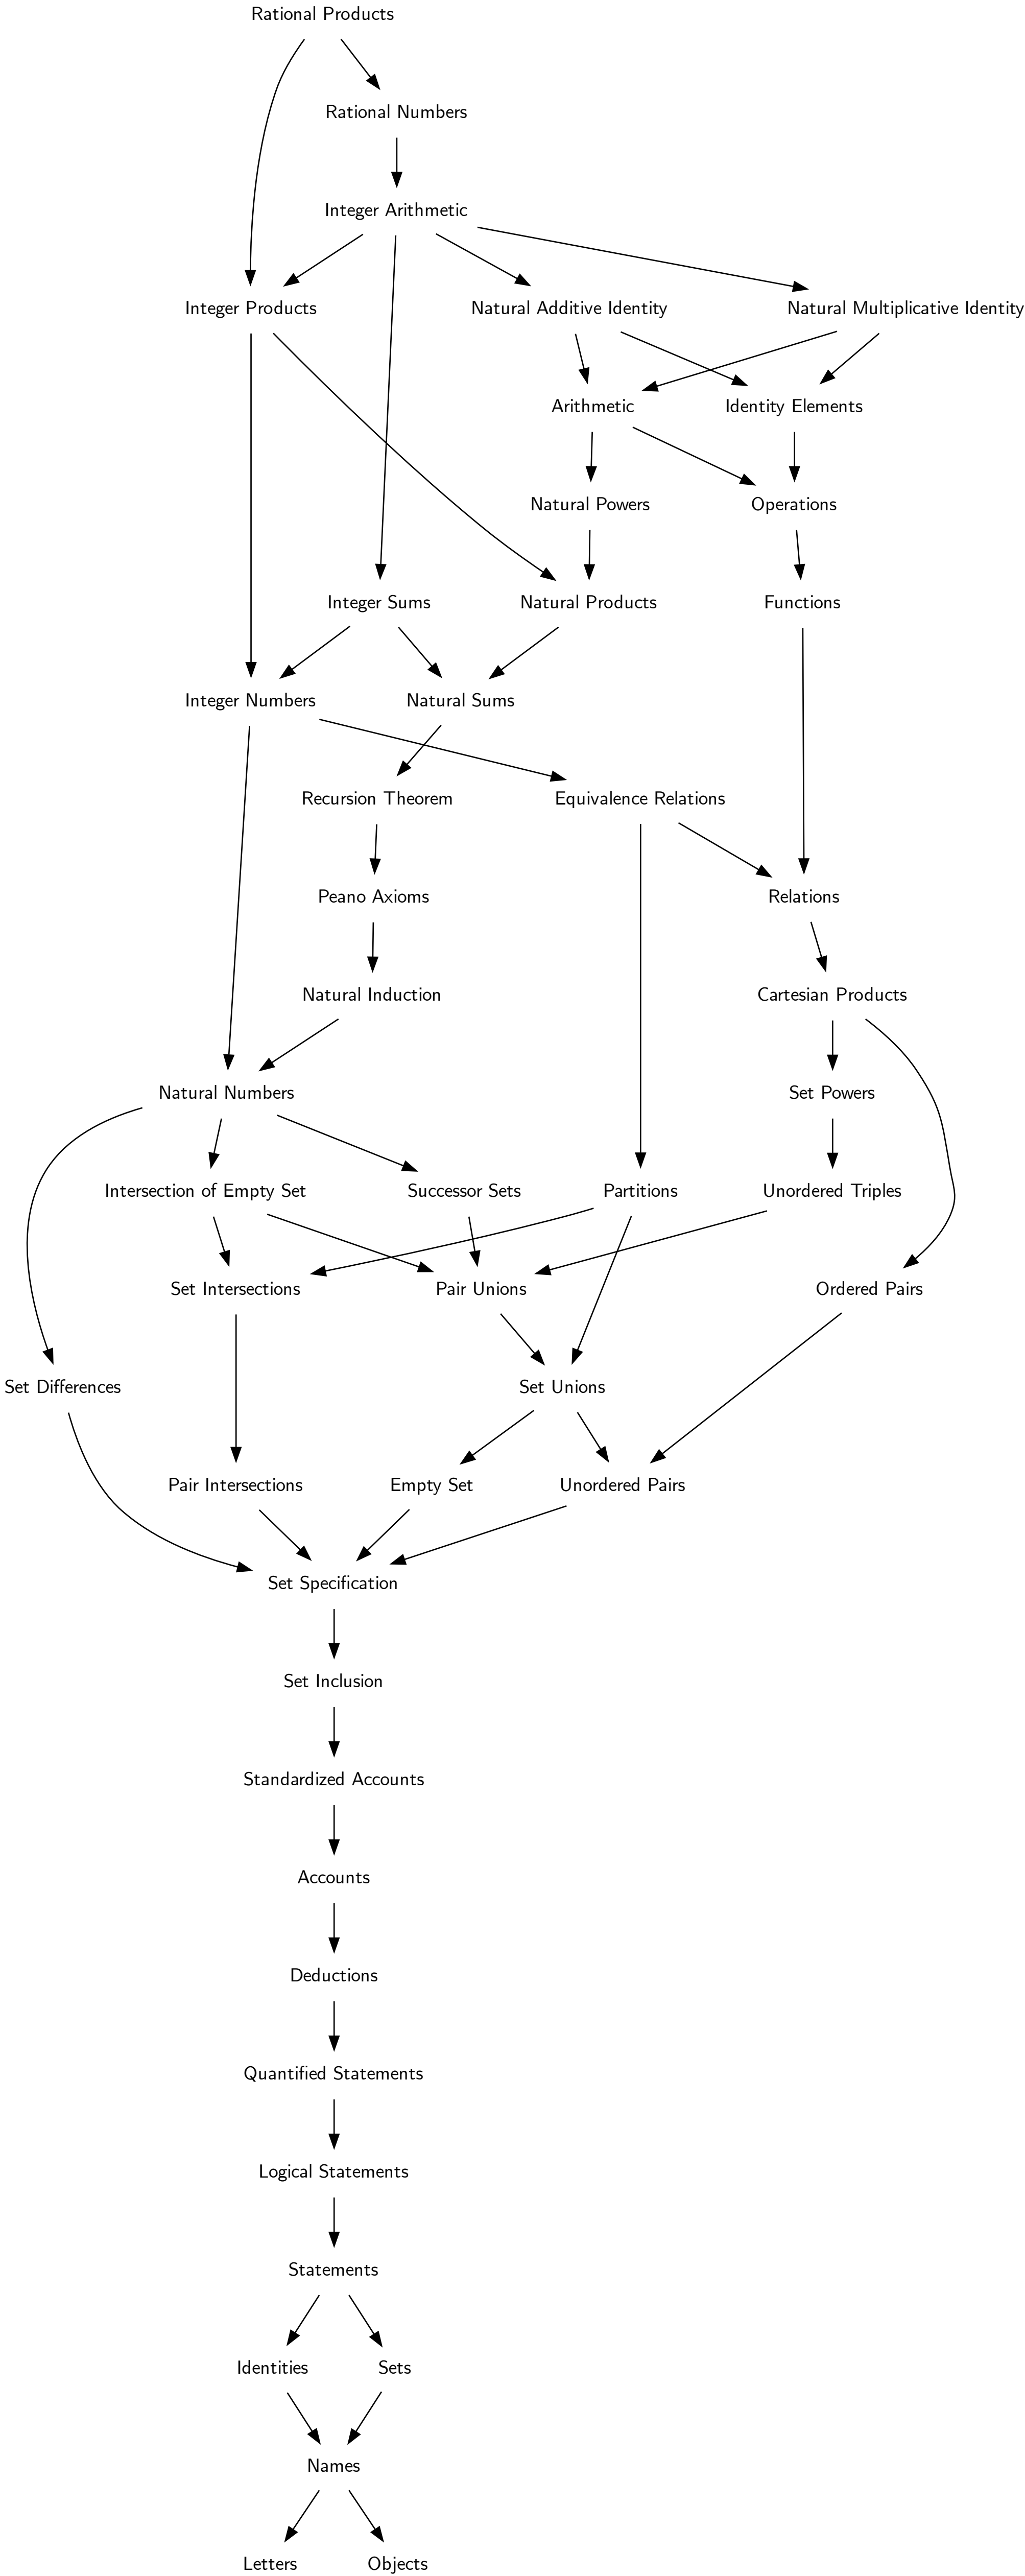 Rational Products
Rational Numbers
Integer Arithmetic
Integer Products
Natural Additive Identity
Natural Multiplicative Identity
Arithmetic
Identity Elements
Natural Powers
Operations
Integer Sums
Natural Products
Functions
Integer Numbers
Natural Sums
Recursion Theorem
Equivalence Relations
Peano Axioms
Relations
Natural Induction
Cartesian Products
Natural Numbers
Set Powers
Intersection of Empty Set
Successor Sets
Partitions
Unordered Triples
Set Intersections
Pair Unions
Ordered Pairs
Set Differences
Set Unions
Pair Intersections
Empty Set
Unordered Pairs
Set Specification
Set Inclusion
Standardized Accounts
Accounts
Deductions
Quantified Statements
Logical Statements
Statements
Identities
Sets
Names
Letters
Objects